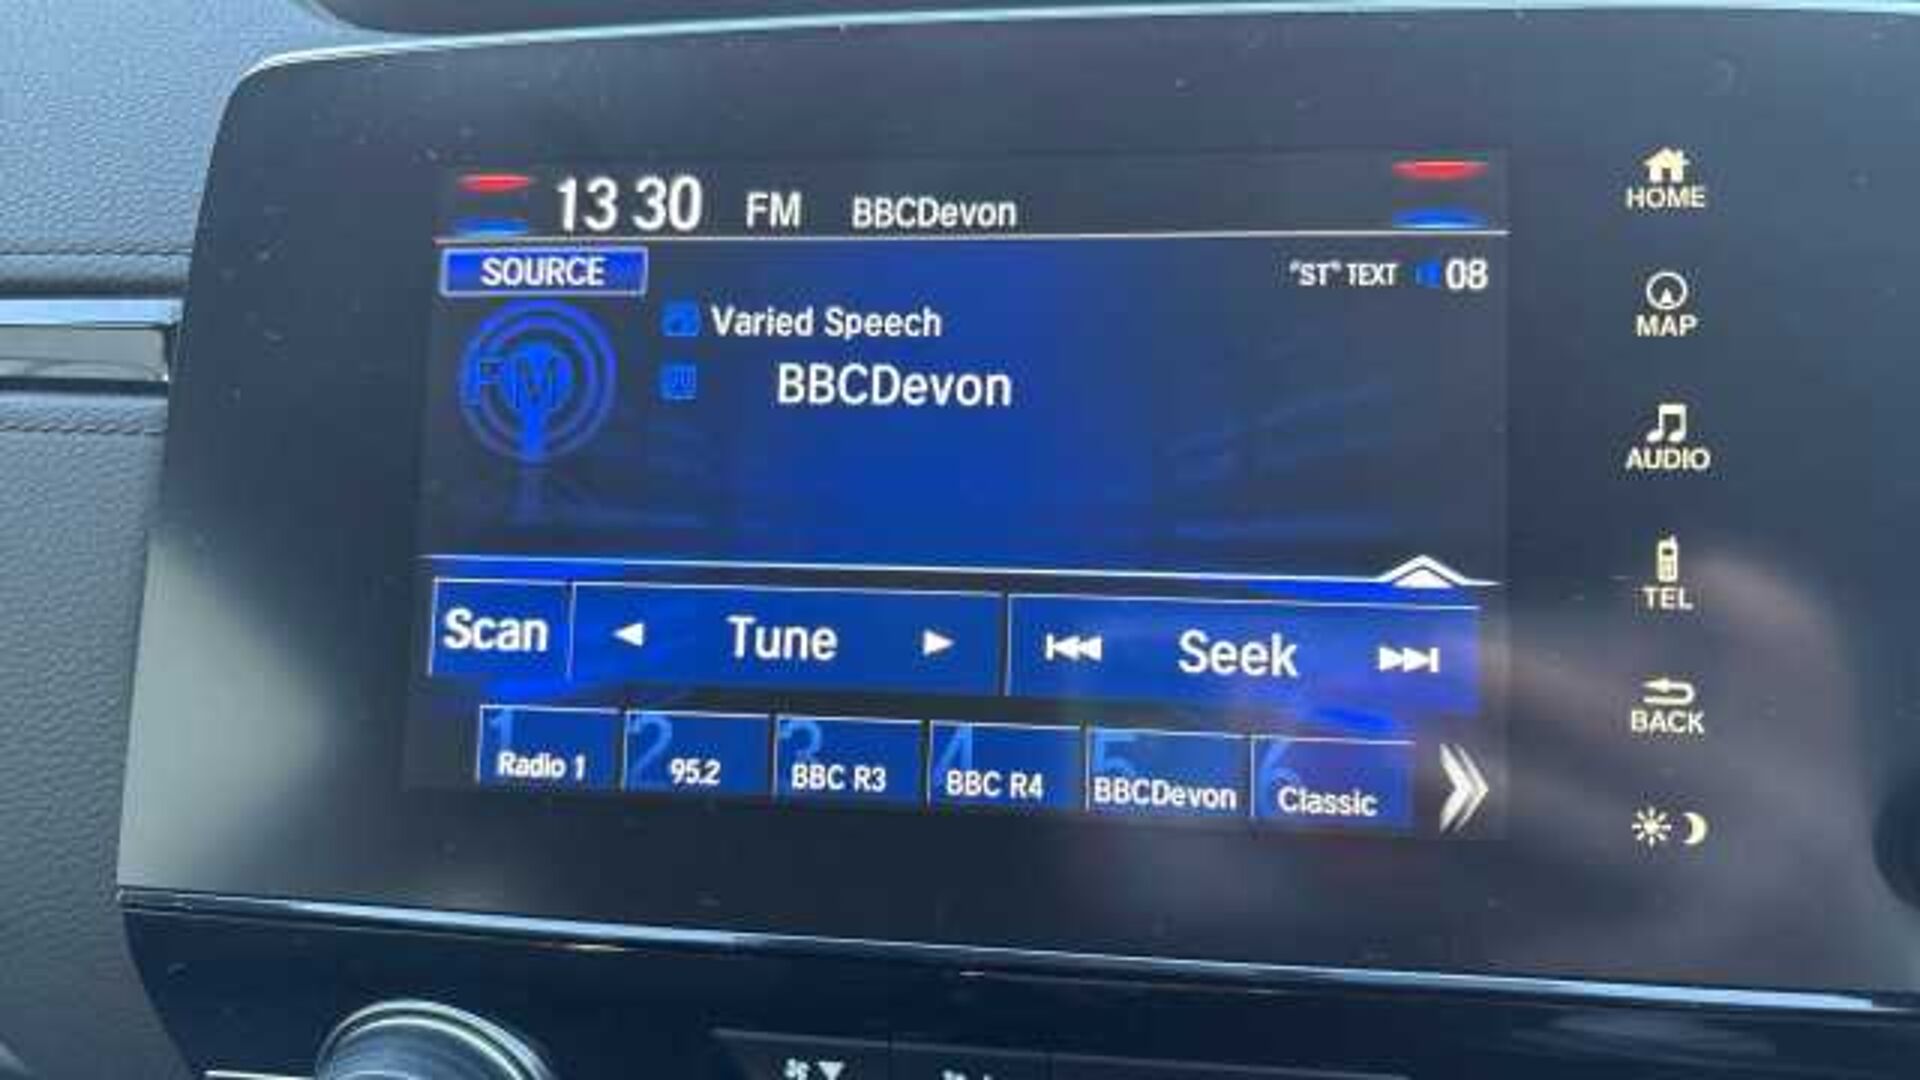 13 30 FM BBCDevon
SOURCE
"ST" TEXT 08
FM
Varied Speech
BBCDevon
Scan Tune Seek
1 Radio 1
2 95.2
3 BBC R3
4 BBC R4
5 BBCDevon
6 Classic
HOME
MAP
AUDIO
TEL
BACK